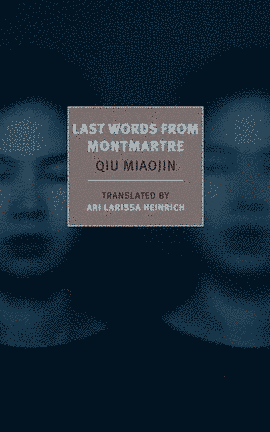 LAST WORDS FROM
MONTMARTRE
QIU MIAOJIN
TRANSLATED BY
ARI LARISSA HEINRICH